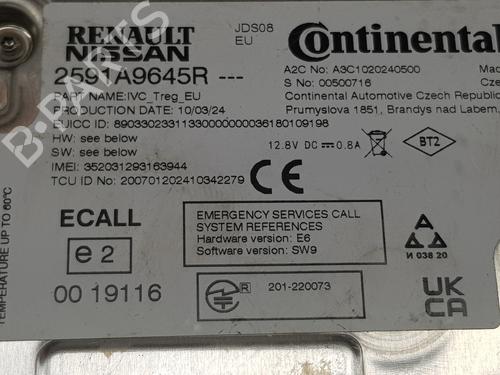 RENAULT
NISSAN
JDS08
EU
Continental
2591A9645R ---
A2C No: A3C1020240500
S No: 00500716
PART NAME:IVC_Treg_EU
Continental Automotive Czech Republic
PRODUCTION DATE: 10/03/24
Prumyslova 1851, Brandys nad Labem.
EUICC ID: 89033023311330000000036180109198
HW: see below
SW: see below
12.8V DC 0.8A
BT2
IMEI: 352031293163944
TCU ID No: 200701202410342279
CE
TEMPERATURE UP TO 60°C
ECALL
EMERGENCY SERVICES CALL
SYSTEM REFERENCES
Hardware version: E6
Software version: SW9
e2
00 19116
R 201-220073
A
И 038 20
UK
CA
B-PARTS